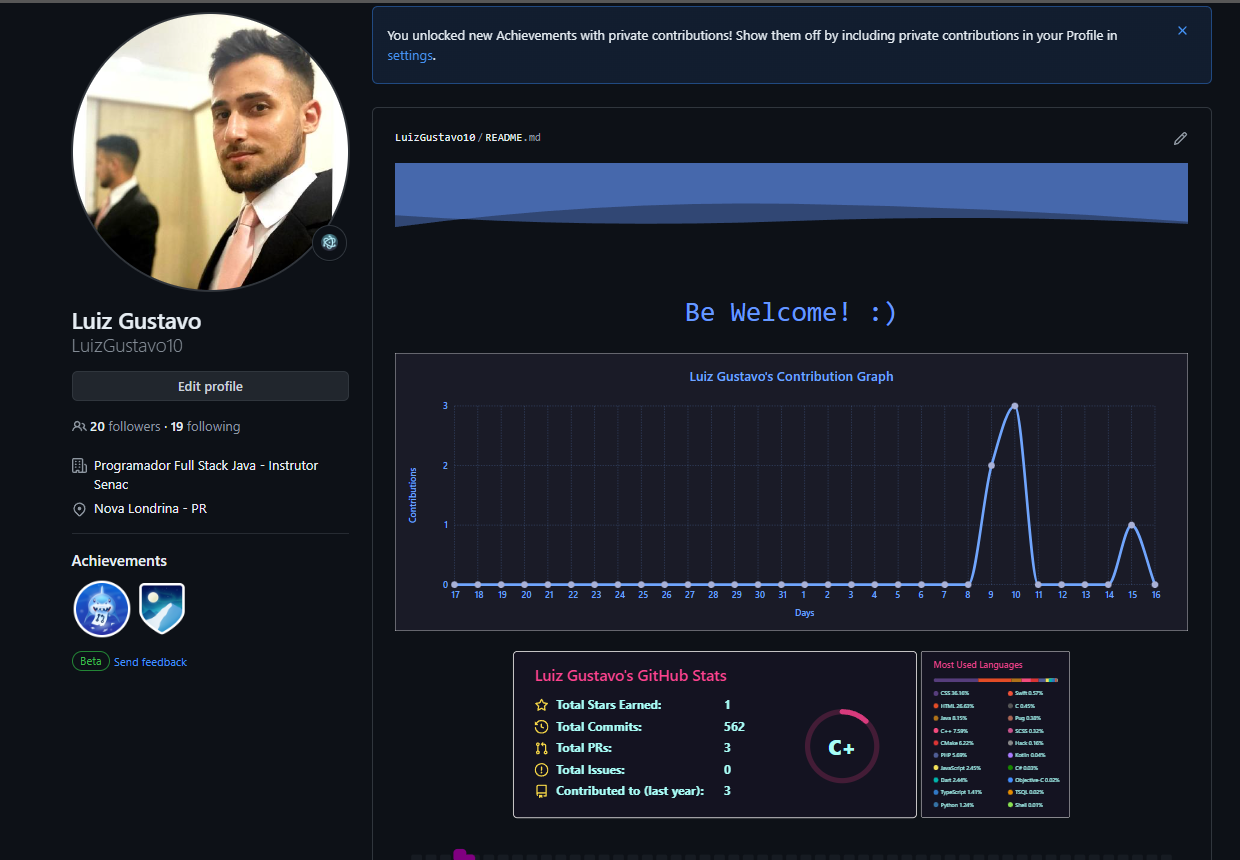 You unlocked new Achievements with private contributions! Show them off by including private contributions in your Profile in
settings.
LuizGustavo10/README.md
Be Welcome! :)
Luiz Gustavo
LuizGustavo10
Edit profile
20 followers · 19 following
Programador Full Stack Java - Instrutor
Senac
Nova Londrina - PR
Achievements
Beta Send feedback
Luiz Gustavo's Contribution Graph
3
2
1
0
Contributions
17 18 19 20 21 22 23 24 25 26 27 28 29 30 31 1 2 3 4 5 6 7 8 9 10 11 12 13 14 15 16
Days
Luiz Gustavo's GitHub Stats
Total Stars Earned: 1
Total Commits: 562
Total PRs: 3
Total Issues: 0
Contributed to (last year): 3
C+
Most Used Languages
CSS 36.16%
HTML 26.63%
Java 8.15%
C++ 7.59%
CMake 6.22%
PHP 5.69%
JavaScript 2.45%
Dart 2.44%
TypeScript 1.41%
Python 1.24%
Swift 0.57%
C 0.45%
Pug 0.38%
SCSS 0.32%
Hack 0.16%
Kotlin 0.04%
C# 0.03%
Objective-C 0.02%
TSQL 0.02%
Shell 0.01%